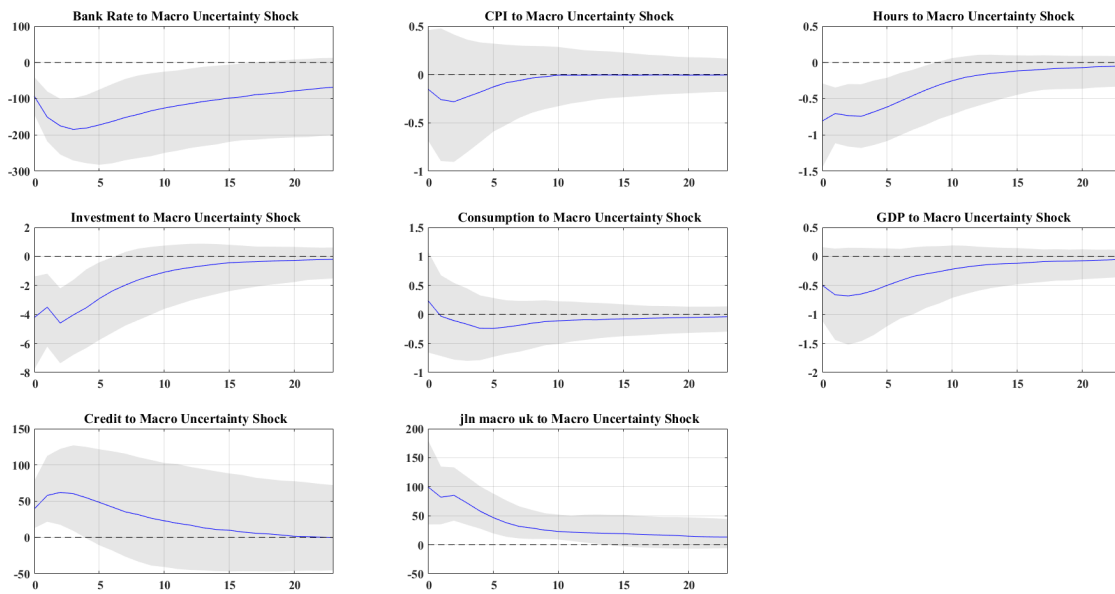 Bank Rate to Macro Uncertainty Shock
100
0
-100
-200
-300
0 5 10 15 20
CPI to Macro Uncertainty Shock
0.5
0
-0.5
-1
0 5 10 15 20
Hours to Macro Uncertainty Shock
0.5
0
-0.5
-1
-1.5
0 5 10 15 20
Investment to Macro Uncertainty Shock
2
0
-2
-4
-6
-8
0 5 10 15 20
Consumption to Macro Uncertainty Shock
1.5
1
0.5
0
-0.5
-1
0 5 10 15 20
GDP to Macro Uncertainty Shock
0.5
0
-0.5
-1
-1.5
-2
0 5 10 15 20
Credit to Macro Uncertainty Shock
150
100
50
0
-50
0 5 10 15 20
jln macro uk to Macro Uncertainty Shock
200
150
100
50
0
-50
0 5 10 15 20